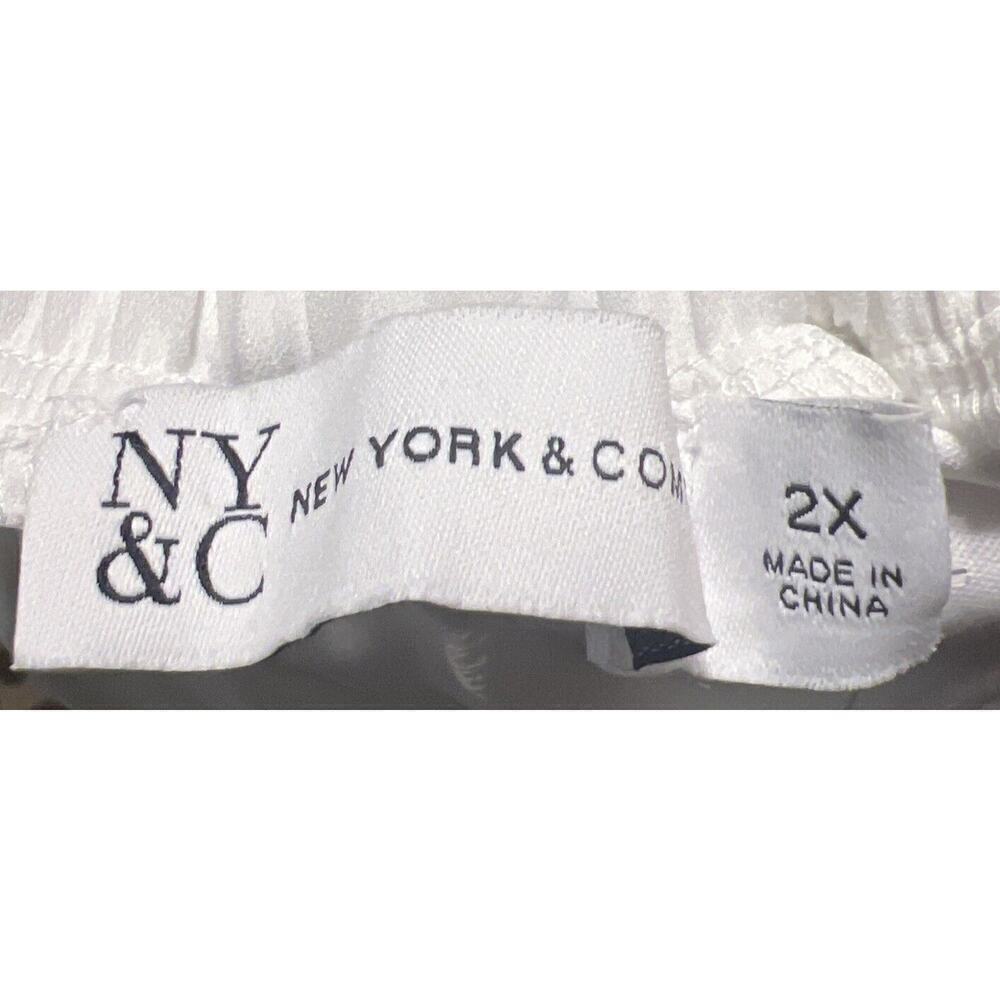 NY
&C
NEW YORK & COM
2X
MADE IN
CHINA